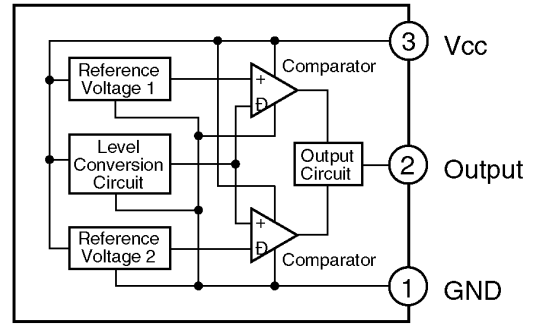 3 Vcc
Reference
Voltage 1
+
Comparator
Đ
Level
Conversion
Circuit
Output
Circuit
2 Output
+
Reference
Voltage 2
Đ
Comparator
1 GND